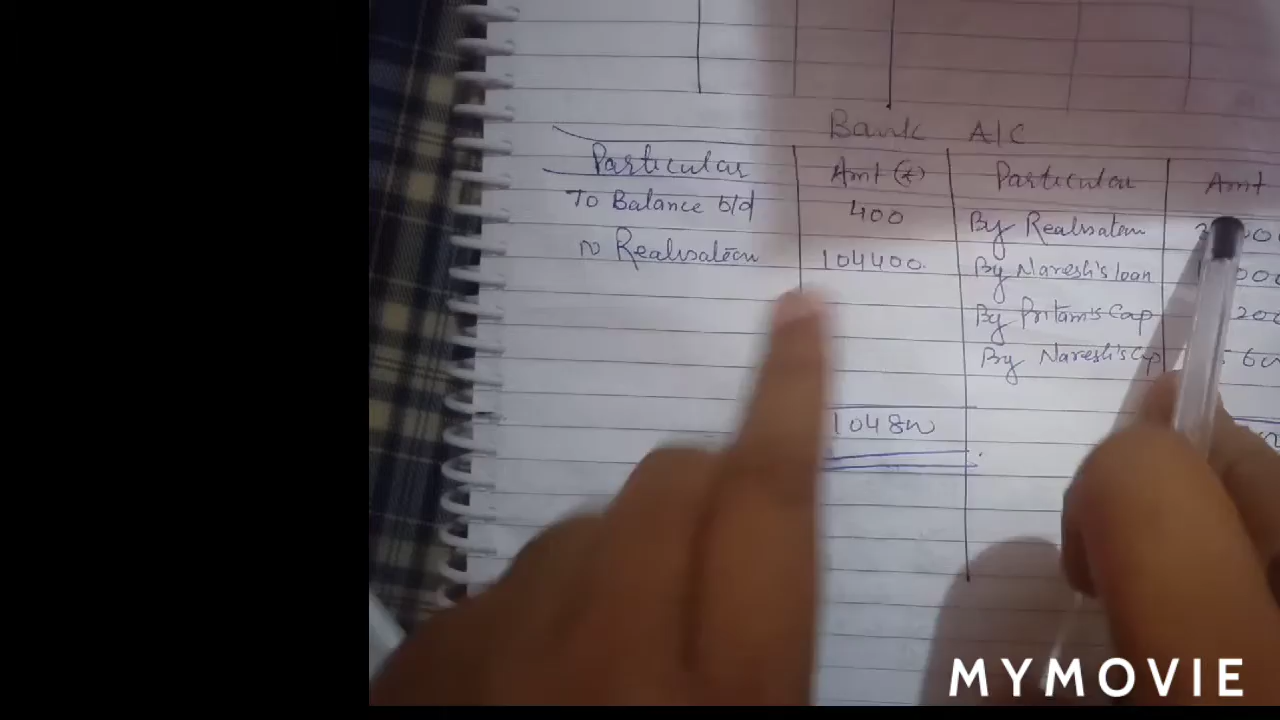 Bank A/C
Particular Amt (₹) Particular Amt
To Balance b/d 400 By Realisation
" Realisation 104400 By Naresh's loan
By Pritam's Cap
By Naresh's Cap
104800
MYMOVIE